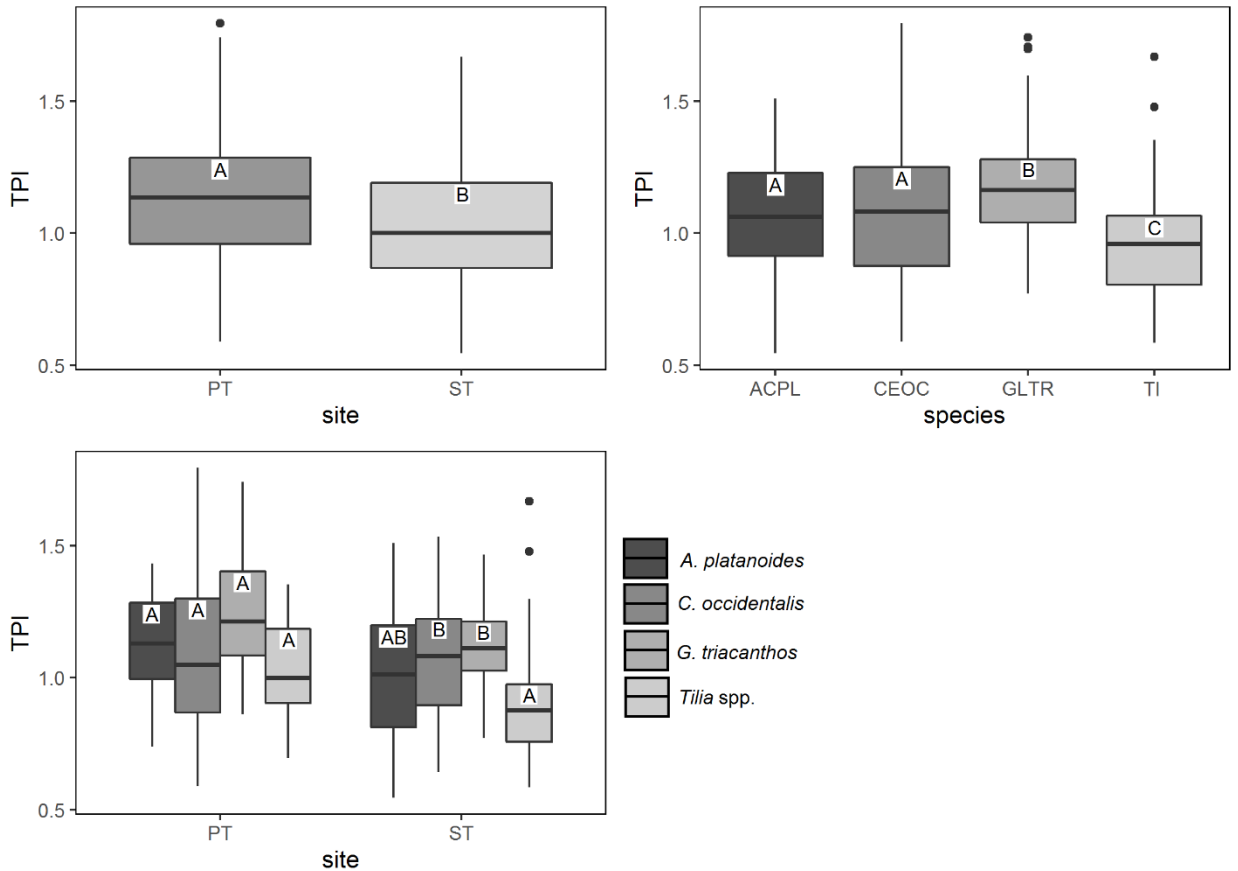 TPI
1.5
1.0
0.5
A
B
PT
ST
site
TPI
1.5
1.0
0.5
A
A
B
C
ACPL
CEOC
GLTR
TI
species
TPI
1.5
1.0
0.5
A
A
A
A
AB
B
B
A
PT
ST
site
A. platanoides
C. occidentalis
G. triacanthos
Tilia spp.